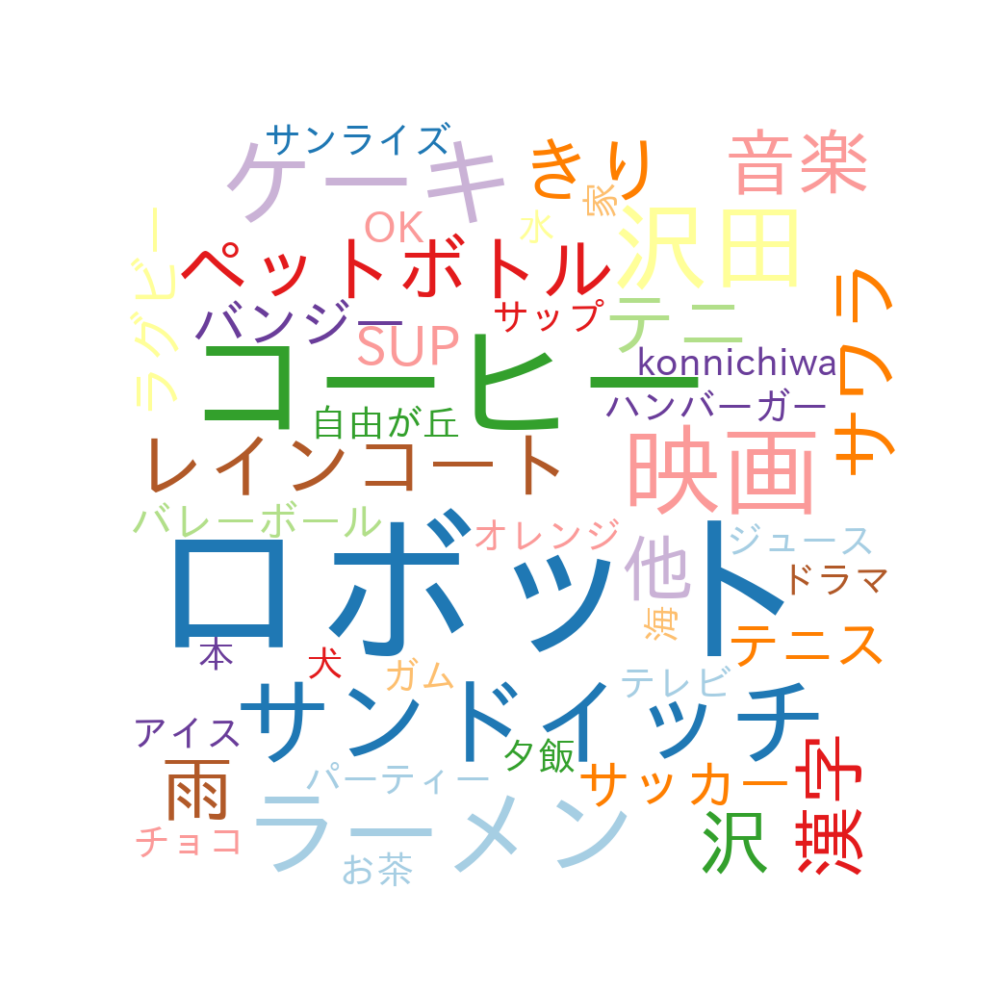 サンライズ
ケーキ
きり
音楽
家
OK
水
沢田
ラグビー
ペットボトル
バンジー
サップ
テニ
サワラ
SUP
コーヒー
konnichiwa
ハンバーガー
自由が丘
レインコート
映画
バレーボール
オレンジ
ジュース
ロボット
他
ドラマ
海
テニス
本
犬
ガム
テレビ
サンドイッチ
アイス
夕飯
漢字
雨
パーティー
サッカー
ラーメン
沢
チョコ
お茶